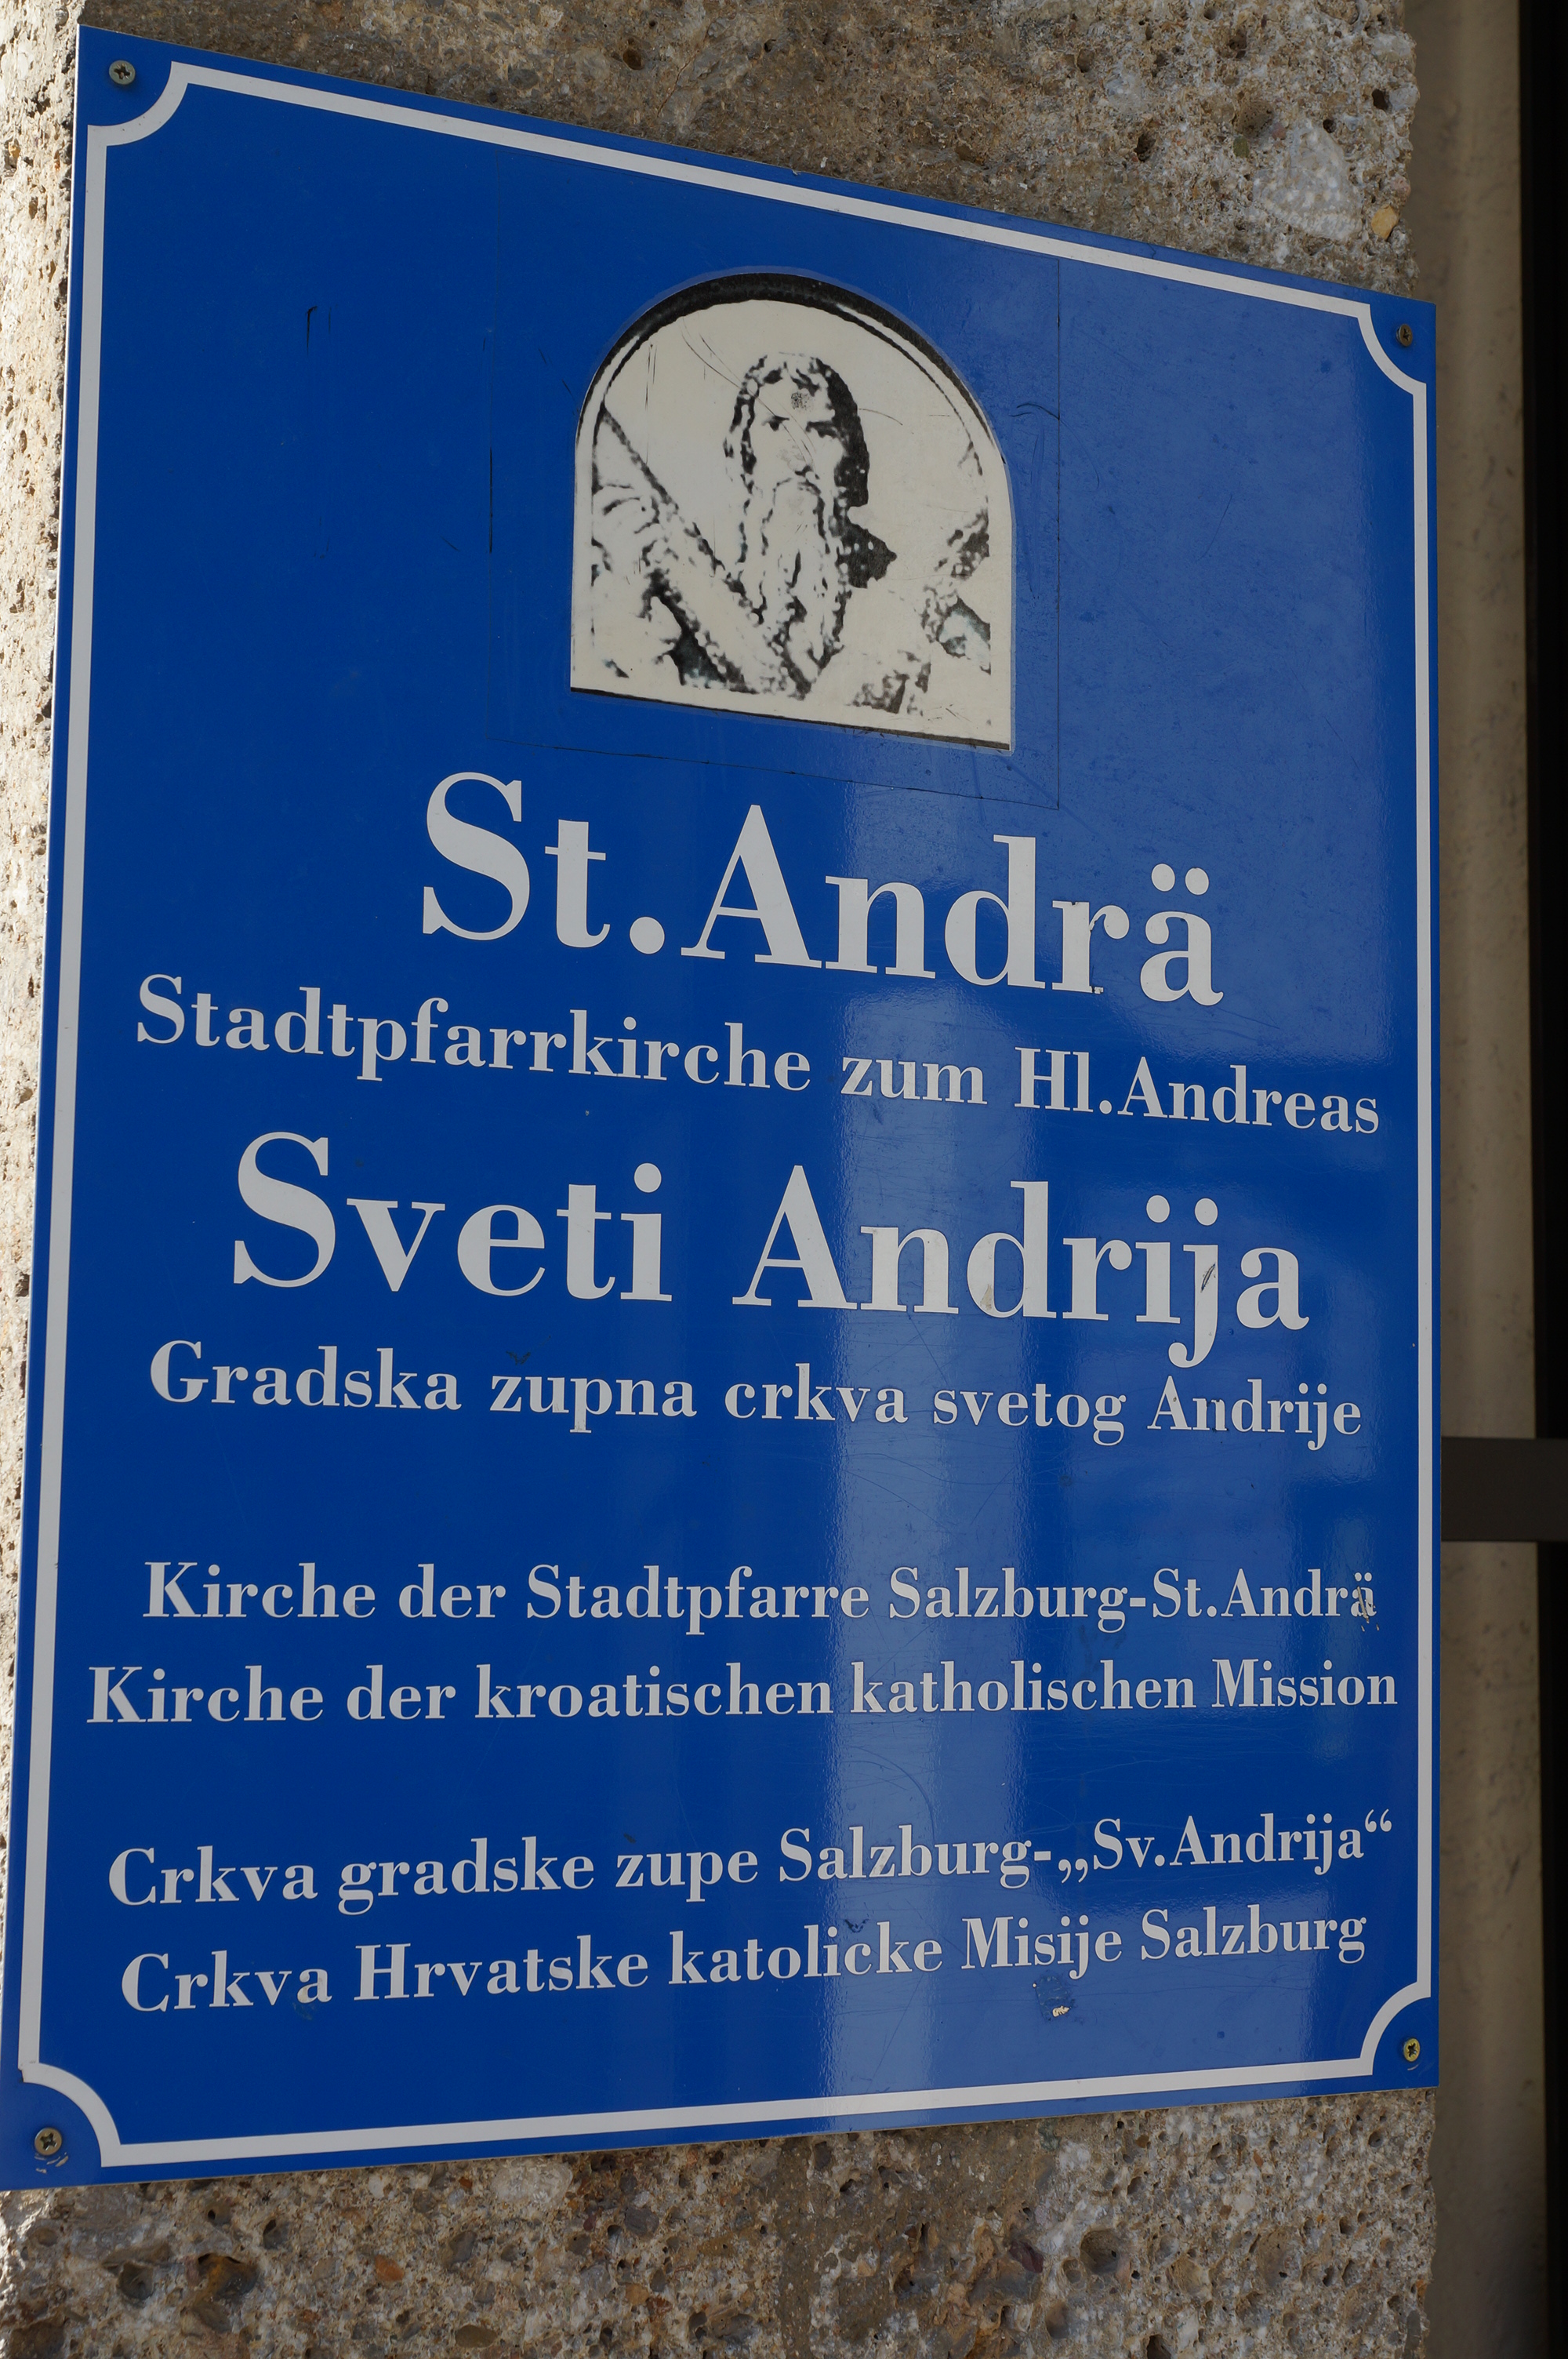 St.Andrä
Stadtpfarrkirche zum Hl.Andreas
Sveti Andrija
Gradska zupna crkva svetog Andrije
Kirche der Stadtpfarre Salzburg-St.Andrä
Kirche der kroatischen katholischen Mission
Crkva gradske zupe Salzburg-„Sv.Andrija“
Crkva Hrvatske katolicke Misije Salzburg